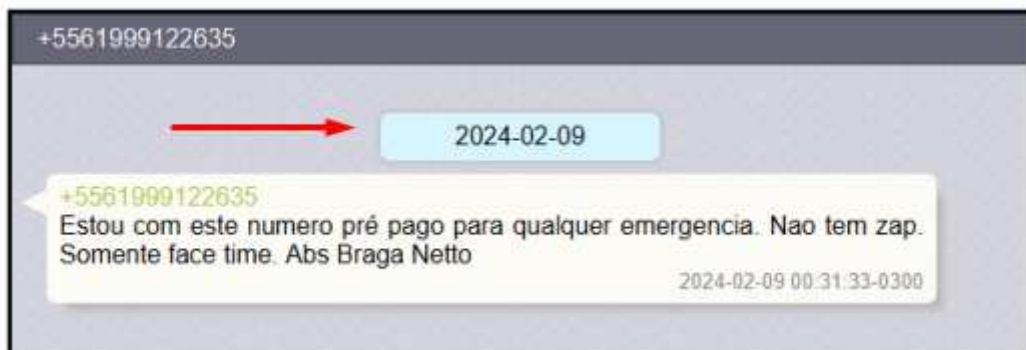 +5561999122635
2024-02-09
+5561999122635
Estou com este numero pré pago para qualquer emergencia. Nao tem zap.
Somente face time. Abs Braga Netto
2024-02-09 00:31:33-0300